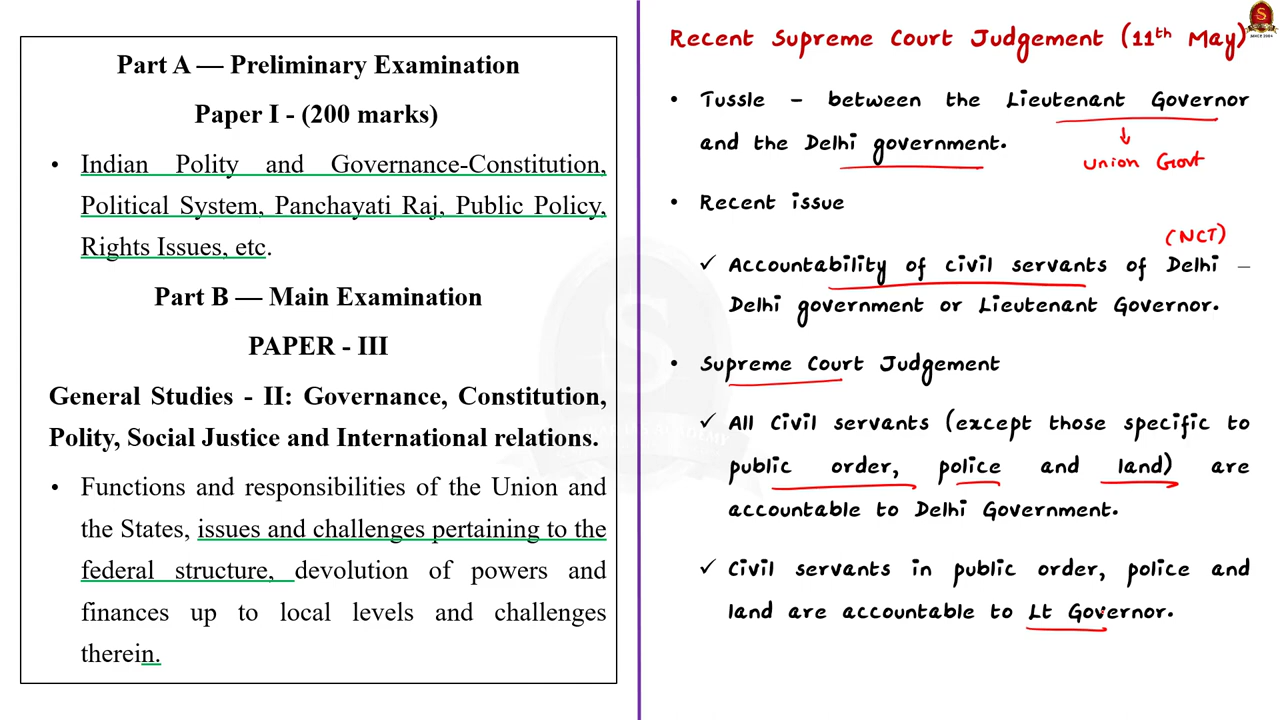 Part A — Preliminary Examination
Paper I - (200 marks)
• Indian Polity and Governance-Constitution,
Political System, Panchayati Raj, Public Policy,
Rights Issues, etc.
Part B — Main Examination
PAPER - III
General Studies - II: Governance, Constitution,
Polity, Social Justice and International relations.
• Functions and responsibilities of the Union and
the States, issues and challenges pertaining to the
federal structure, devolution of powers and
finances up to local levels and challenges
therein.
Recent Supreme Court Judgement (11th May)
• Tussle – between the Lieutenant Governor
and the Delhi government.
Union Govt
• Recent issue
(NCT)
✓ Accountability of civil servants of Delhi –
Delhi government or Lieutenant Governor.
• Supreme Court Judgement
✓ All Civil servants (except those specific to
public order, police and land) are
accountable to Delhi Government.
✓ Civil servants in public order, police and
land are accountable to Lt Governor.
S
SINCE 2004